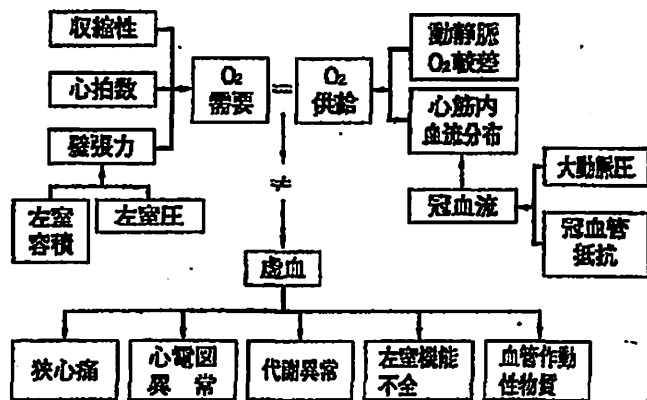 収縮性
心拍数
壁張力
左室
容積
左室圧
O₂
需要
=
O₂
供給
動静脈
O₂較差
心筋内
血流分布
冠血流
大動脈圧
冠血管
抵抗
≠
虚血
狭心痛
心電図
異常
代謝異常
左室機能
不全
血管作動
性物質